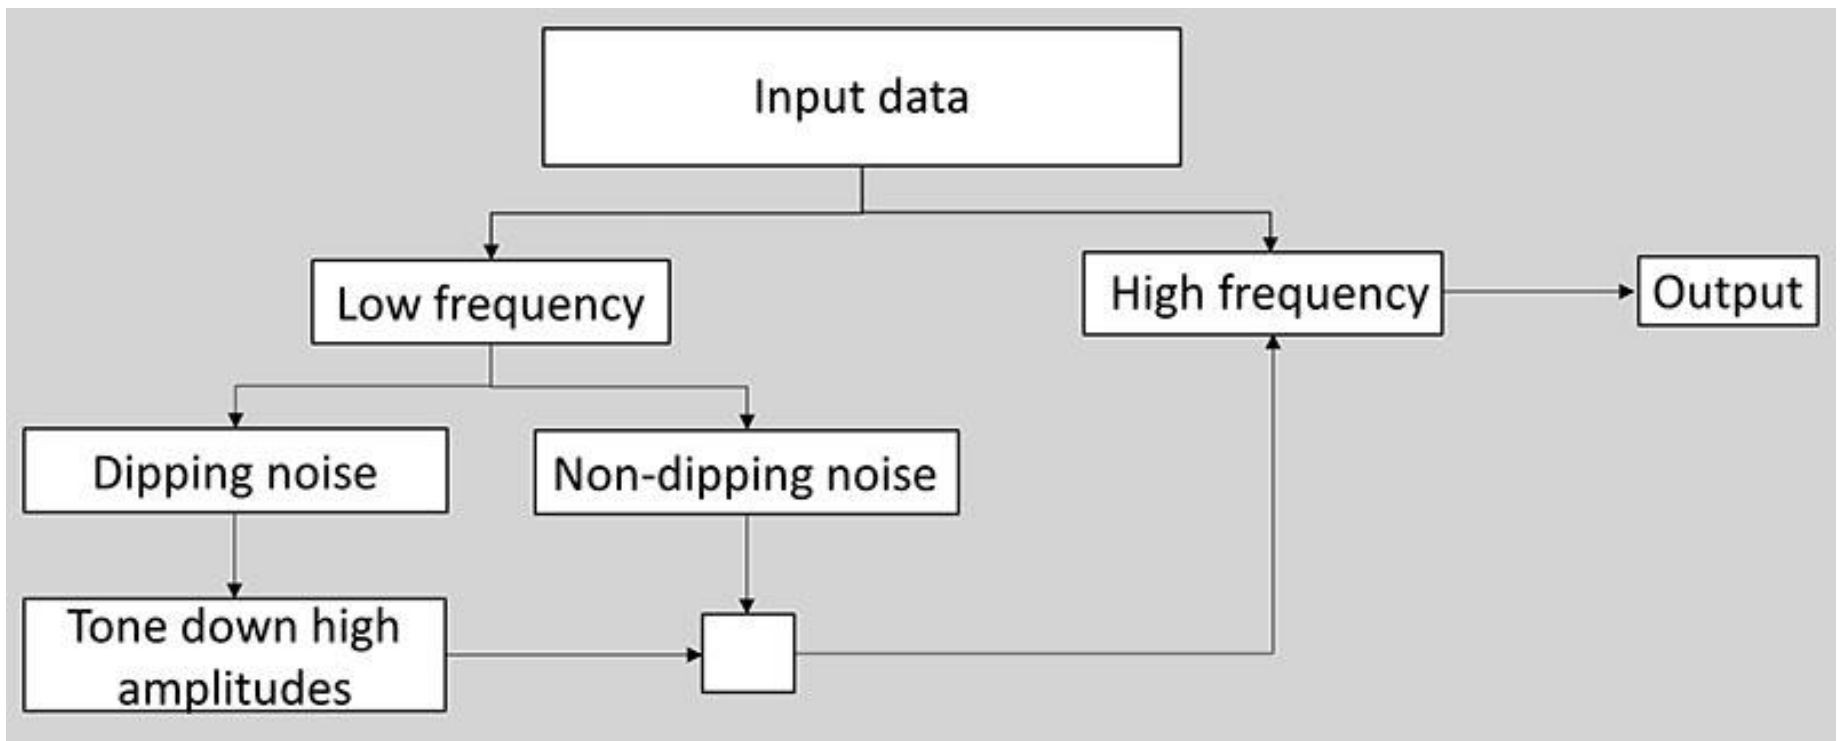 Input data
Low frequency
High frequency
Output
Dipping noise
Non-dipping noise
Tone down high
amplitudes